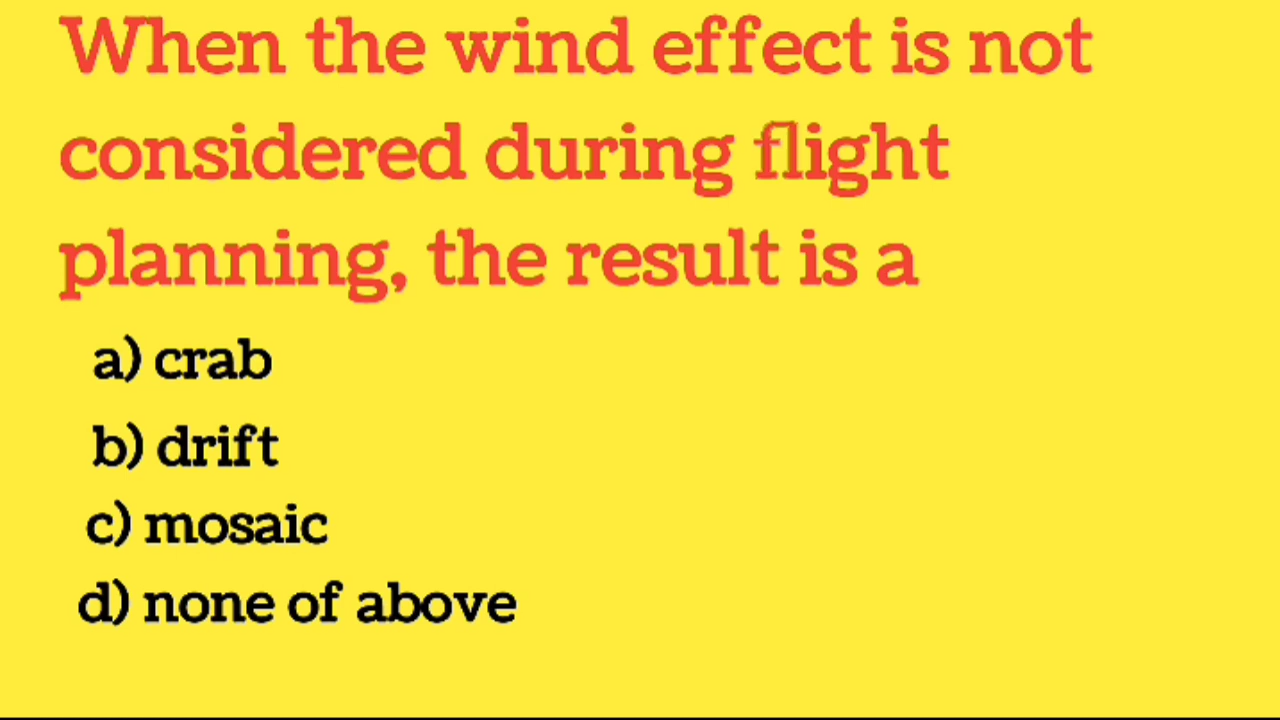 When the wind effect is not
considered during flight
planning, the result is a
a) crab
b) drift
c) mosaic
d) none of above